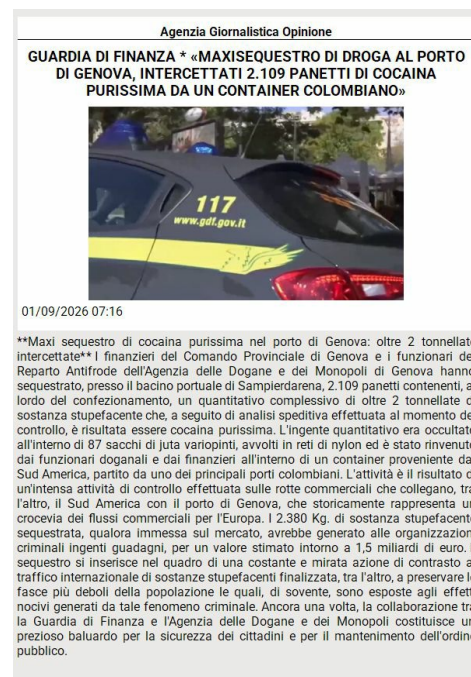 Agenzia Giornalistica Opinione
GUARDIA DI FINANZA * «MAXISEQUESTRO DI DROGA AL PORTO
DI GENOVA, INTERCETTATI 2.109 PANETTI DI COCAINA
PURISSIMA DA UN CONTAINER COLOMBIANO»
117
www.gdf.gov.it
01/09/2026 07:16
**Maxi sequestro di cocaina purissima nel porto di Genova: oltre 2 tonnellate
intercettate** I finanzieri del Comando Provinciale di Genova e i funzionari de
Reparto Antifrode dell'Agenzia delle Dogane e dei Monopoli di Genova hanno
sequestrato, presso il bacino portuale di Sampierdarena, 2.109 panetti contenenti, a
lordo del confezionamento, un quantitativo complessivo di oltre 2 tonnellate d
sostanza stupefacente che, a seguito di analisi speditiva effettuata al momento de
controllo, è risultata essere cocaina purissima. L'ingente quantitativo era occultato
all'interno di 87 sacchi di juta variopinti, avvolti in reti di nylon ed è stato rinvenuto
dai funzionari doganali e dai finanzieri all'interno di un container proveniente da
Sud America, partito da uno dei principali porti colombiani. L'attività è il risultato d
un'intensa attività di controllo effettuata sulle rotte commerciali che collegano, tra
l'altro, il Sud America con il porto di Genova, che storicamente rappresenta un
crocevia dei flussi commerciali per l'Europa. I 2.380 Kg. di sostanza stupefacente
sequestrata, qualora immessa sul mercato, avrebbe generato alle organizzazion
criminali ingenti guadagni, per un valore stimato intorno a 1,5 miliardi di euro.
sequestro si inserisce nel quadro di una costante e mirata azione di contrasto a
traffico internazionale di sostanze stupefacenti finalizzata, tra l'altro, a preservare le
fasce più deboli della popolazione le quali, di sovente, sono esposte agli effett
nocivi generati da tale fenomeno criminale. Ancora una volta, la collaborazione tra
la Guardia di Finanza e l'Agenzia delle Dogane e dei Monopoli costituisce un
prezioso baluardo per la sicurezza dei cittadini e per il mantenimento dell'ordine
pubblico.